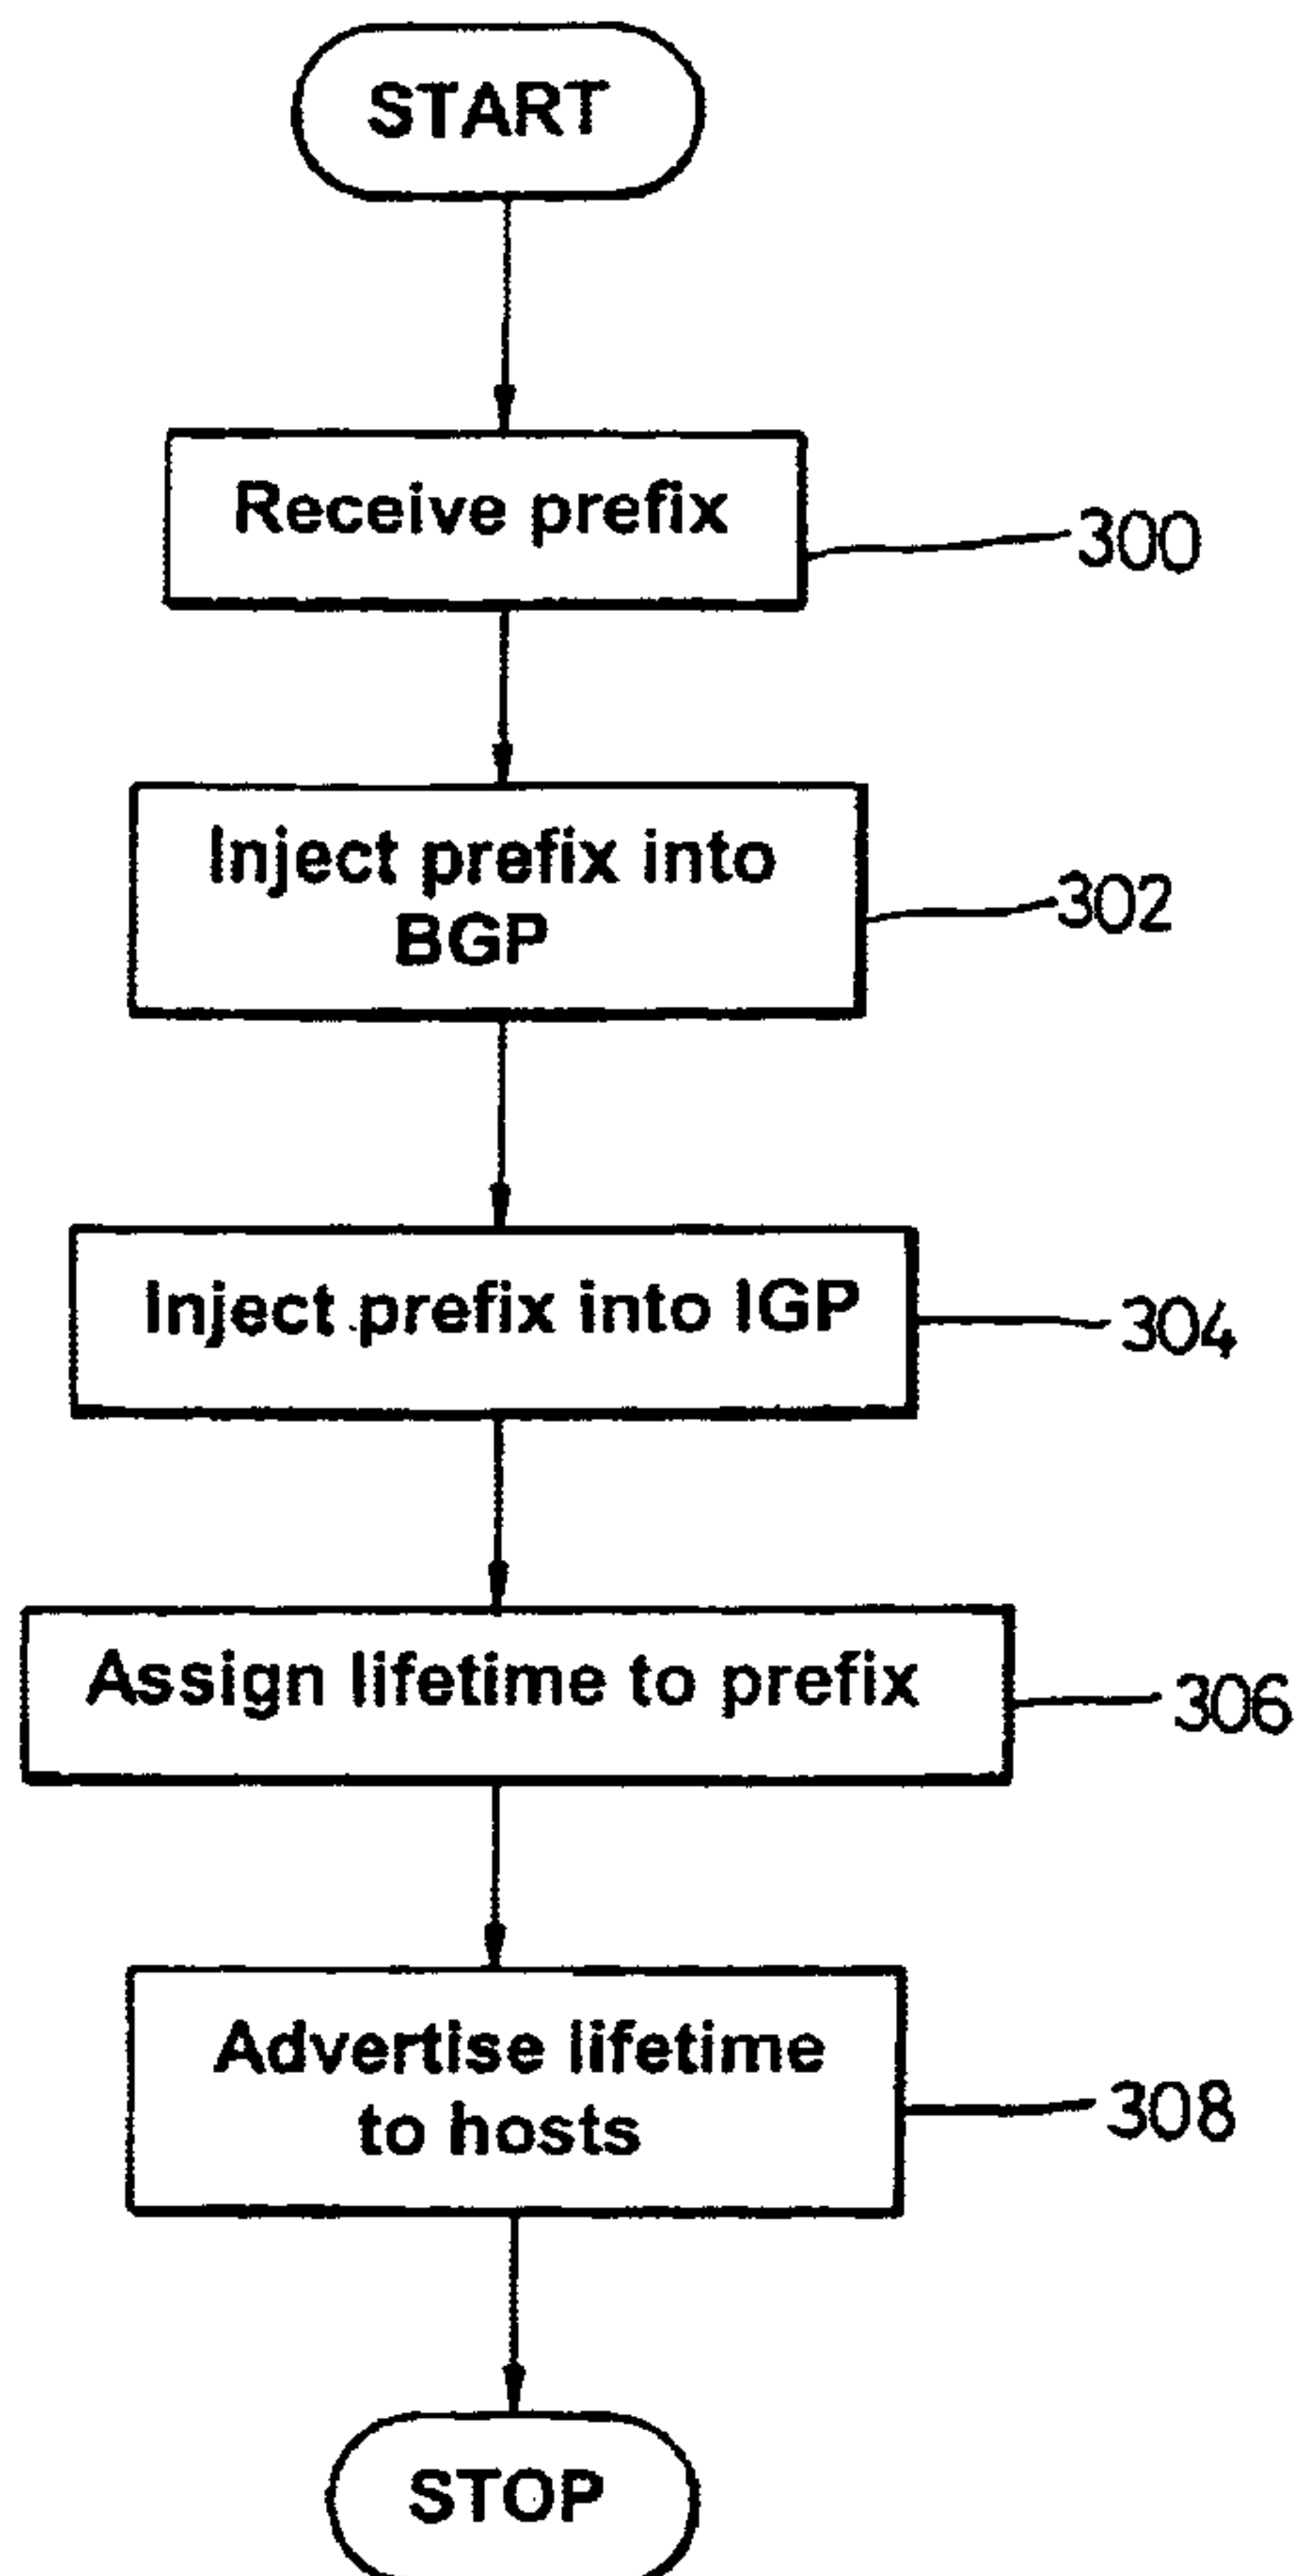 START
Receive prefix
300
Inject prefix into
BGP
302
Inject prefix into IGP
304
Assign lifetime to prefix
306
Advertise lifetime
to hosts
308
STOP